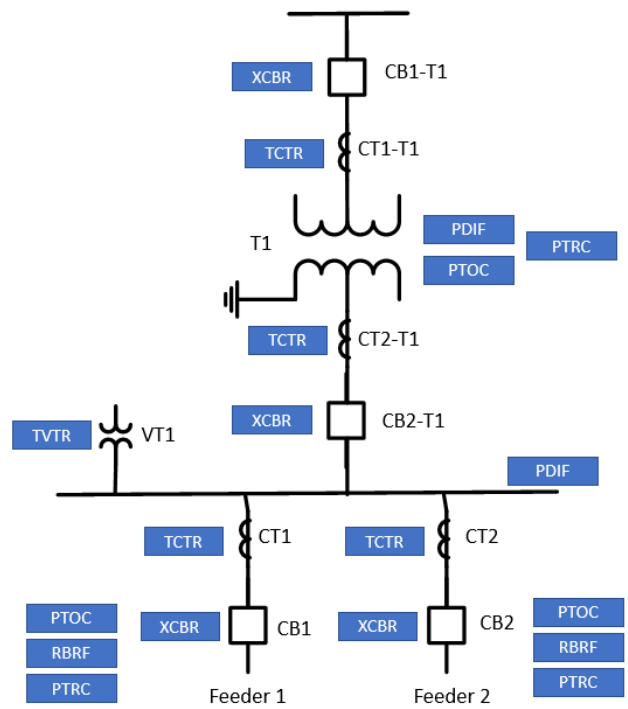 XCBR
CB1-T1
TCTR
CT1-T1
T1
PDIF
PTRC
PTOC
TCTR
CT2-T1
XCBR
CB2-T1
TVTR
VT1
PDIF
TCTR
CT1
TCTR
CT2
PTOC
XCBR
CB1
XCBR
CB2
PTOC
RBRF
RBRF
PTRC
PTRC
Feeder 1
Feeder 2